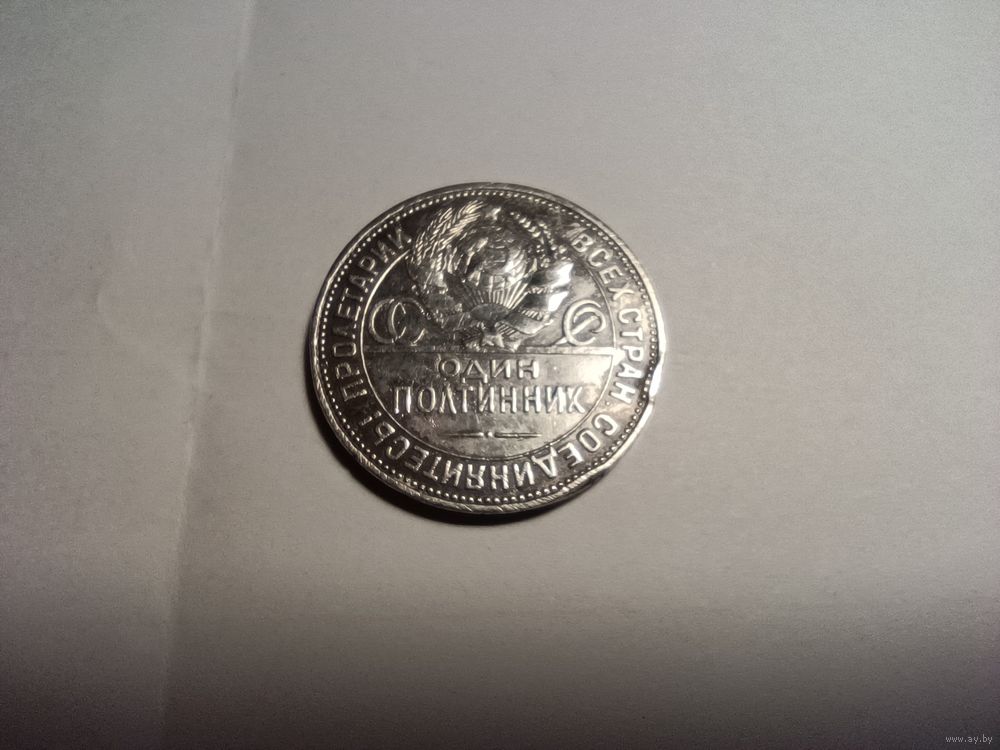 ПРОЛЕТАРИИ ВСЕХ СТРАН, СОЕДИНЯЙТЕСЬ!
СС СР
ОДИН
ПОЛТИННИК
www.ay.by